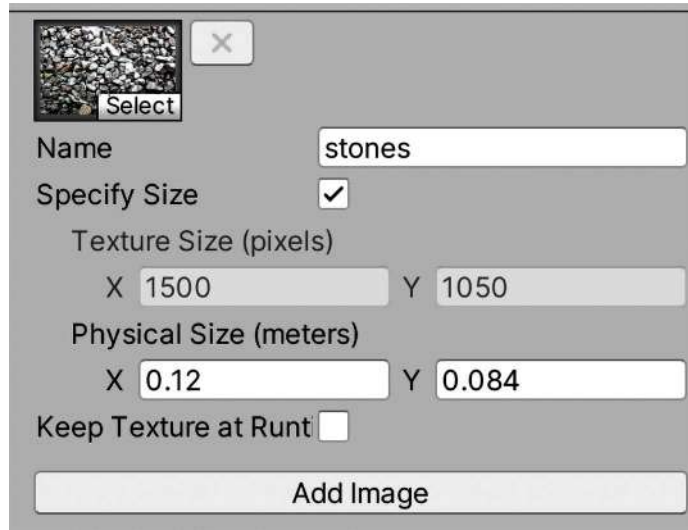 Select
Name stones
Specify Size
Texture Size (pixels)
X 1500 Y 1050
Physical Size (meters)
X 0.12 Y 0.084
Keep Texture at Runt
Add Image